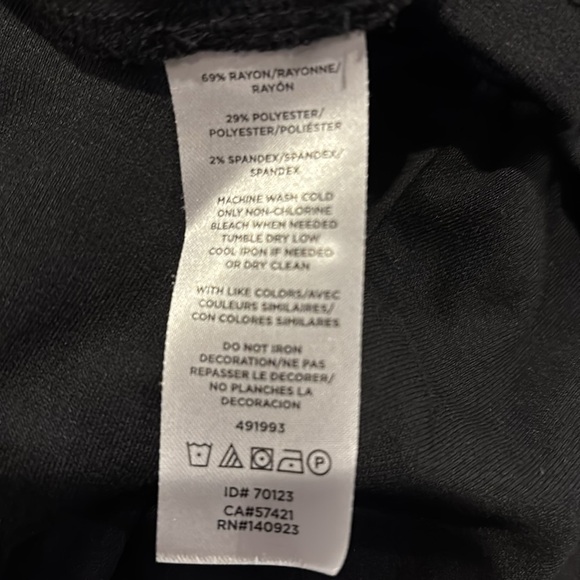 69% RAYON/RAYONNE/
RAYÓN
29% POLYESTER/
POLYESTER/POLIÉSTER
2% SPANDEX/SPANDEX/
SPANDEX
MACHINE WASH COLD
ONLY NON-CHLORINE
BLEACH WHEN NEEDED
TUMBLE DRY LOW
COOL IRON IF NEEDED
OR DRY CLEAN
WITH LIKE COLORS/AVEC
COULEURS SIMILAIRES/
CON COLORES SIMILARES
DO NOT IRON
DECORATION/NE PAS
REPASSER LE DECORER/
NO PLANCHES LA
DECORACION
491993
P
ID# 70123
CA#57421
RN#140923